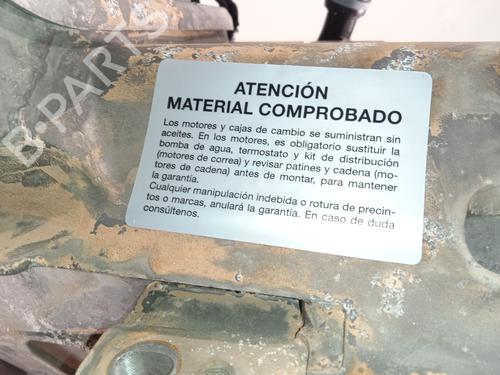 B-PARTS
ATENCIÓN
MATERIAL COMPROBADO
Los motores y cajas de cambio se suministran sin
aceites. En los motores, es obligatorio sustituir la
bomba de agua, termostato y kit de distribución
(motores de correa) y revisar patines y cadena (mo-
tores de cadena) antes de montar, para mantener
la garantía.
Cualquier manipulación indebida o rotura de precin-
tos o marcas, anulará la garantía. En caso de duda
consúltenos.